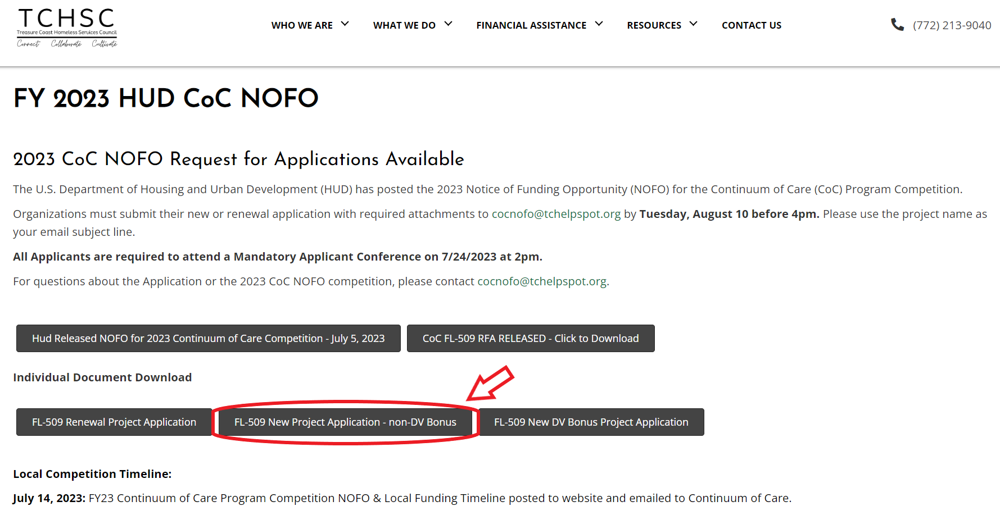 TCHSC
Treasure Coast Homeless Services Council
Connect Collaborate Cultivate
WHO WE ARE WHAT WE DO FINANCIAL ASSISTANCE RESOURCES CONTACT US (772) 213-9040
FY 2023 HUD CoC NOFO
2023 CoC NOFO Request for Applications Available
The U.S. Department of Housing and Urban Development (HUD) has posted the 2023 Notice of Funding Opportunity (NOFO) for the Continuum of Care (CoC) Program Competition.
Organizations must submit their new or renewal application with required attachments to cocnofo@tchelpspot.org by Tuesday, August 10 before 4pm. Please use the project name as
your email subject line.
All Applicants are required to attend a Mandatory Applicant Conference on 7/24/2023 at 2pm.
For questions about the Application or the 2023 CoC NOFO competition, please contact cocnofo@tchelpspot.org.
Hud Released NOFO for 2023 Continuum of Care Competition - July 5, 2023 CoC FL-509 RFA RELEASED - Click to Download
Individual Document Download
FL-509 Renewal Project Application FL-509 New Project Application - non-DV Bonus FL-509 New DV Bonus Project Application
Local Competition Timeline:
July 14, 2023: FY23 Continuum of Care Program Competition NOFO & Local Funding Timeline posted to website and emailed to Continuum of Care.